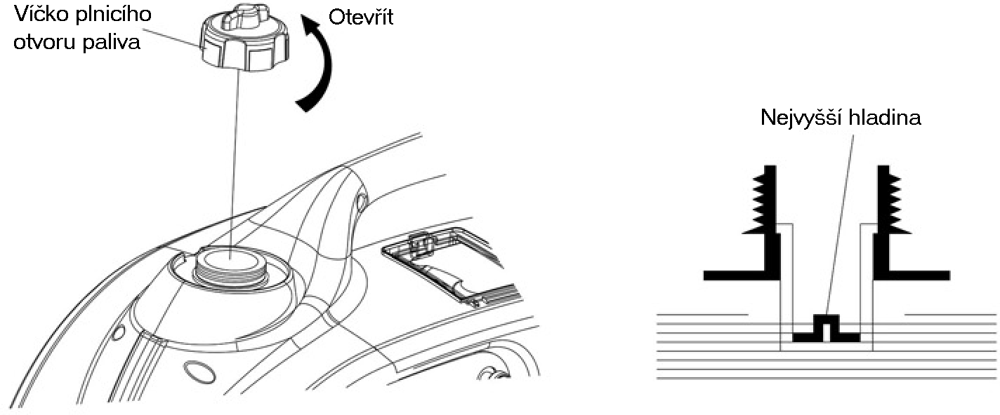 Víčko plnicího
otvoru paliva
Otevřít
Nejvyšší hladina